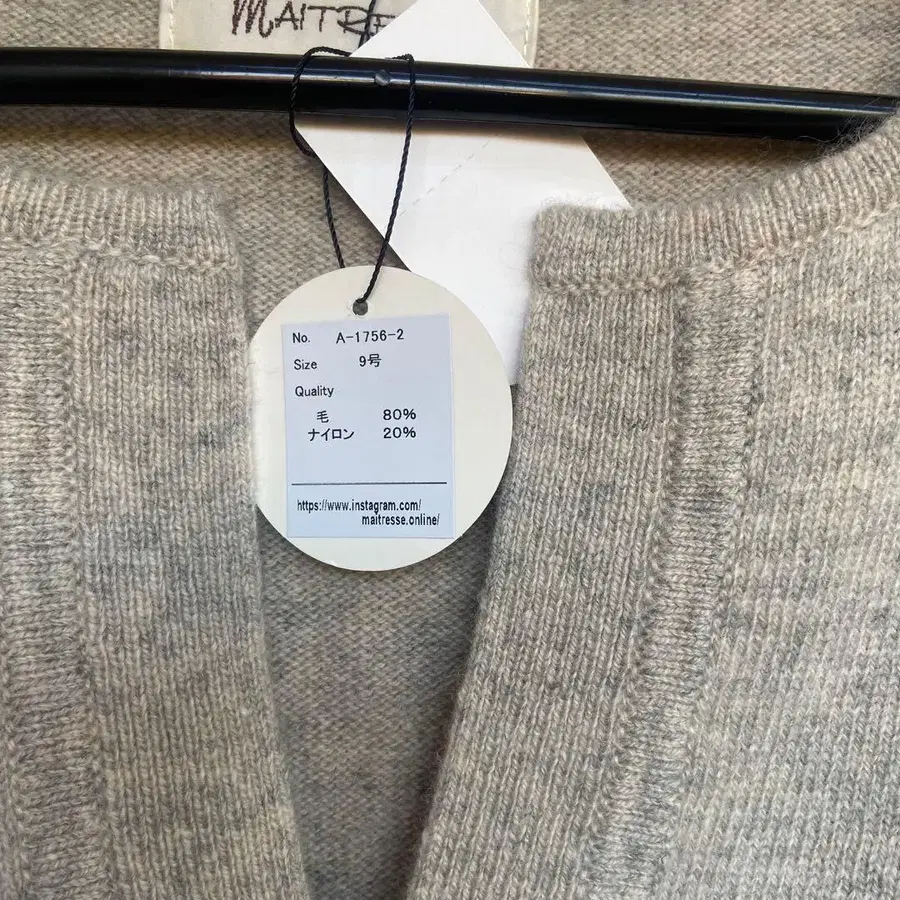 MAITRE
No. A-1756-2
Size 9号
Quality
毛 80%
ナイロン 20%
https://www.instagram.com/
maitresse.online/